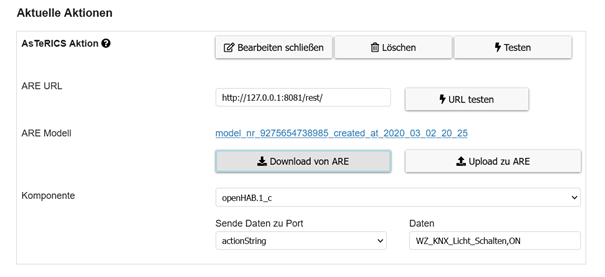 Aktuelle Aktionen
AsTeRICS Aktion
Bearbeiten schließen
Löschen
Testen
ARE URL
http://127.0.0.1:8081/rest/
URL testen
ARE Modell
model_nr_9275654738985_created_at_2020_03_02_20_25
Download von ARE
Upload zu ARE
Komponente
openHAB.1_c
Sende Daten zu Port
Daten
actionString
WZ_KNX_Licht_Schalten,ON